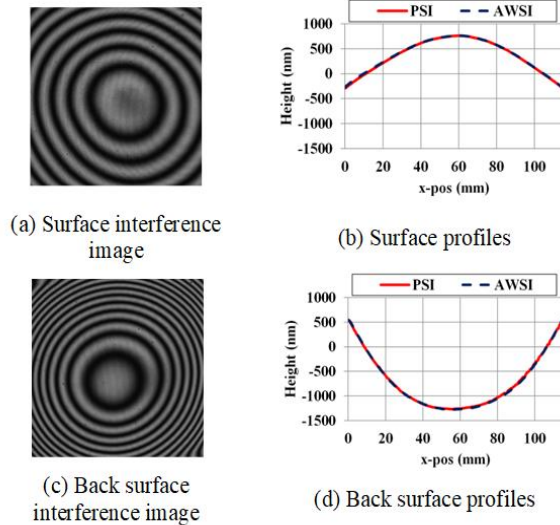 PSI AWSI
1000
500
0
-500
-1000
-1500
Height (nm)
0 20 40 60 80 100
x-pos (mm)
(a) Surface interference
image
(b) Surface profiles
PSI AWSI
1000
500
0
-500
-1000
-1500
Height (nm)
0 20 40 60 80 100
x-pos (mm)
(c) Back surface
interference image
(d) Back surface profiles